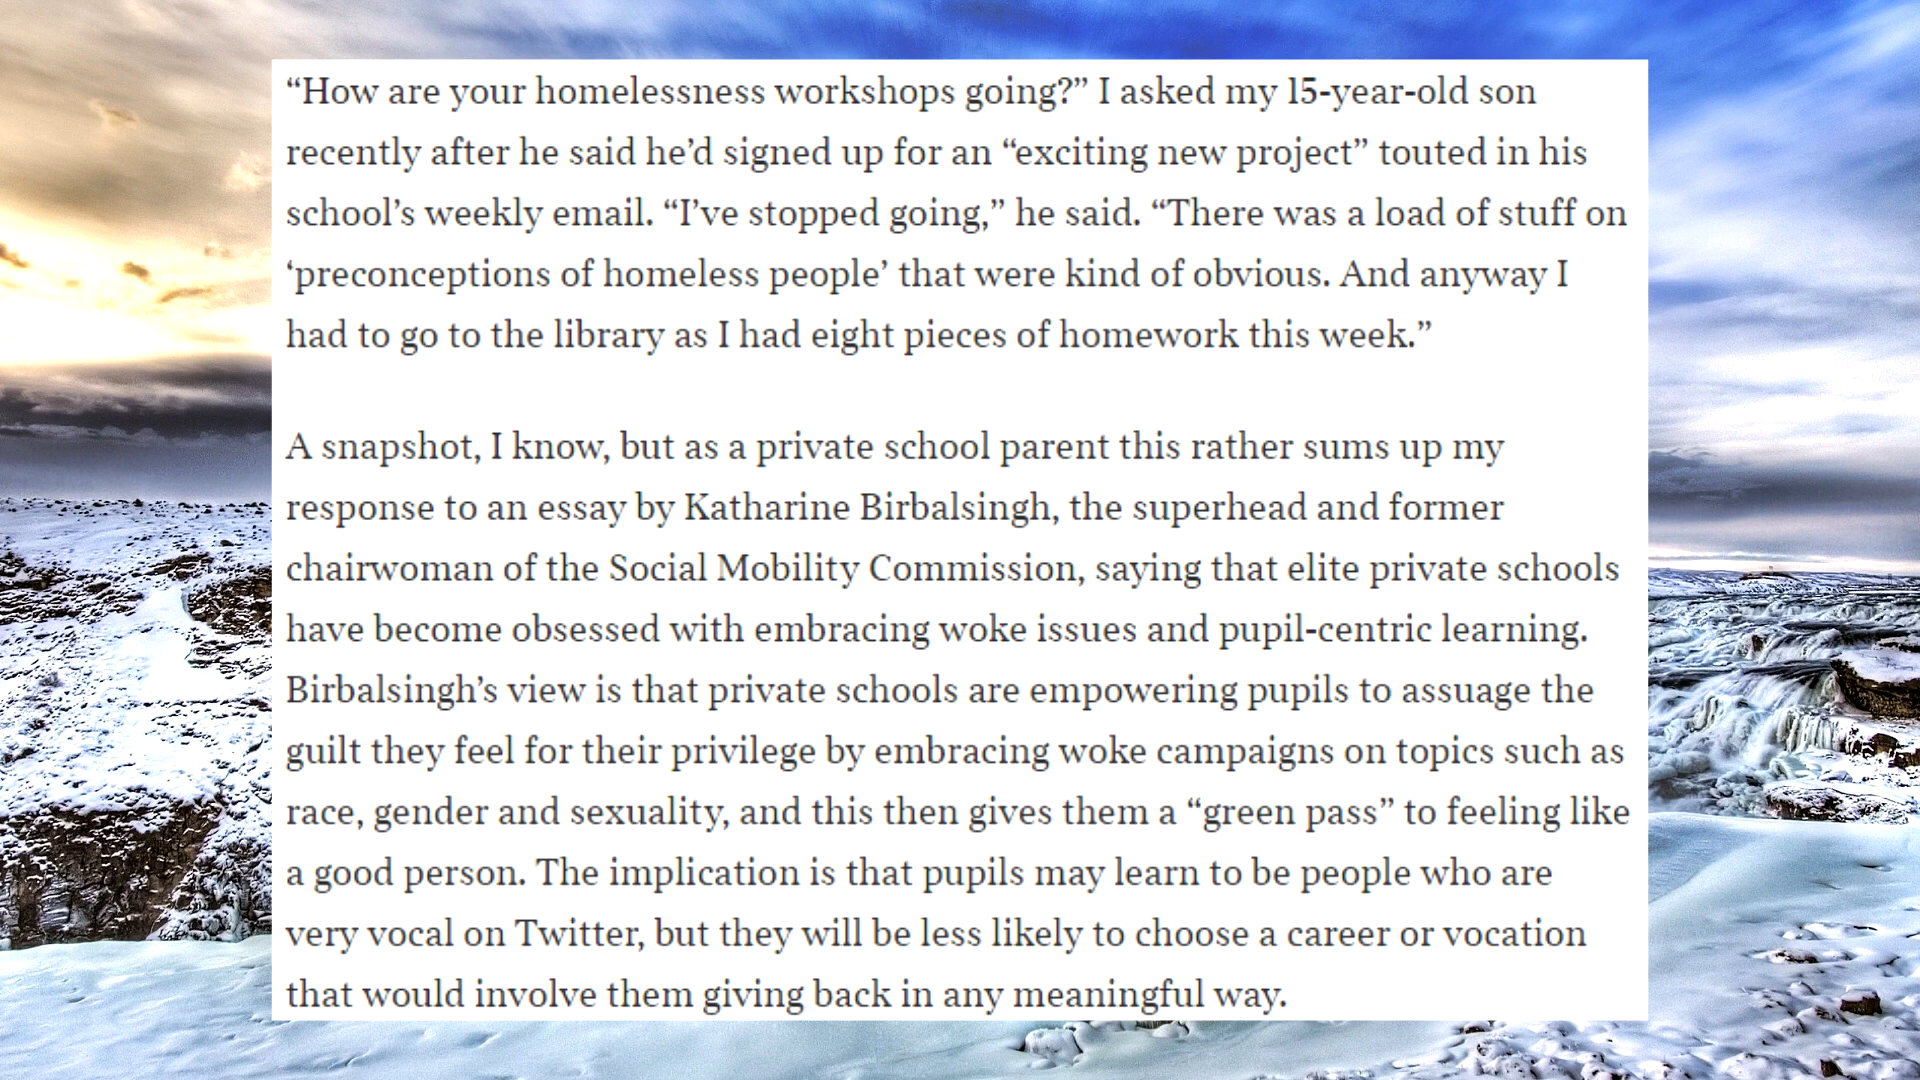 “How are your homelessness workshops going?” I asked my 15-year-old son
recently after he said he’d signed up for an “exciting new project” touted in his
school’s weekly email. “I’ve stopped going,” he said. “There was a load of stuff on
‘preconceptions of homeless people’ that were kind of obvious. And anyway I
had to go to the library as I had eight pieces of homework this week.”
A snapshot, I know, but as a private school parent this rather sums up my
response to an essay by Katharine Birbalsingh, the superhead and former
chairwoman of the Social Mobility Commission, saying that elite private schools
have become obsessed with embracing woke issues and pupil-centric learning.
Birbalsingh’s view is that private schools are empowering pupils to assuage the
guilt they feel for their privilege by embracing woke campaigns on topics such as
race, gender and sexuality, and this then gives them a “green pass” to feeling like
a good person. The implication is that pupils may learn to be people who are
very vocal on Twitter, but they will be less likely to choose a career or vocation
that would involve them giving back in any meaningful way.